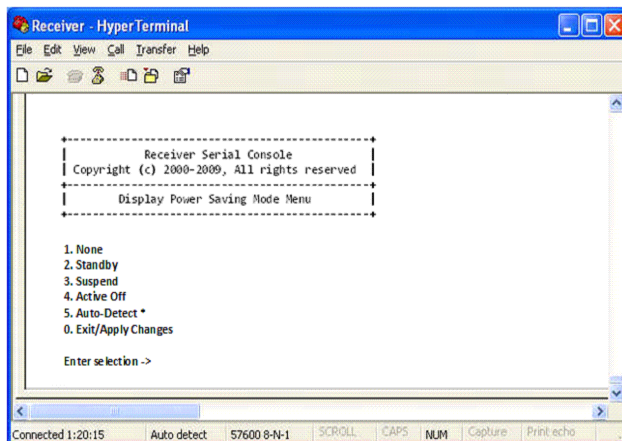 Receiver - HyperTerminal
File Edit View Call Transfer Help
Receiver Serial Console
Copyright (c) 2000-2009, All rights reserved
Display Power Saving Mode Menu
1. None
2. Standby
3. Suspend
4. Active Off
5. Auto-Detect *
0. Exit/Apply Changes
Enter selection ->
Connected 1:20:15 Auto detect 57600 8-N-1 SCROLL CAPS NUM Capture Print echo